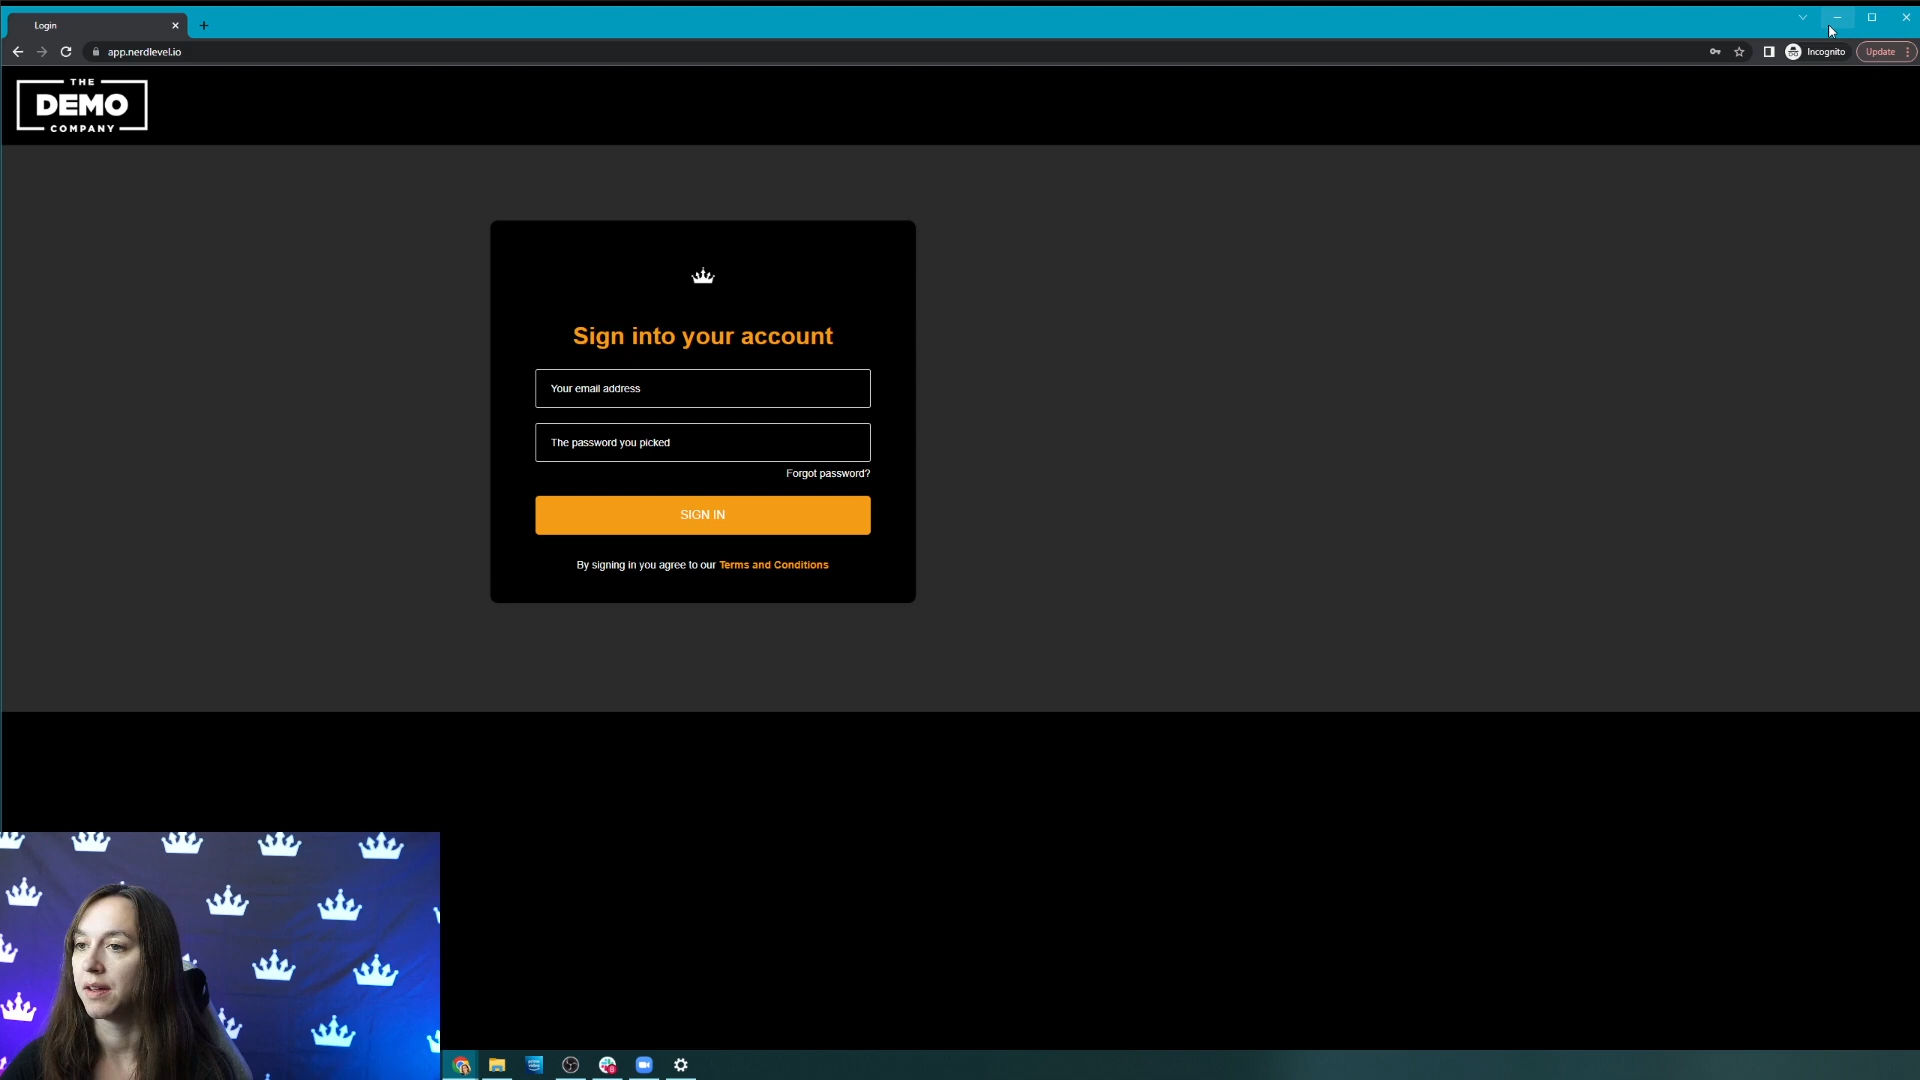 Login
app.nerdlevel.io
Incognito
Update
THE
DEMO
COMPANY
Sign into your account
Your email address
The password you picked
Forgot password?
SIGN IN
By signing in you agree to our Terms and Conditions